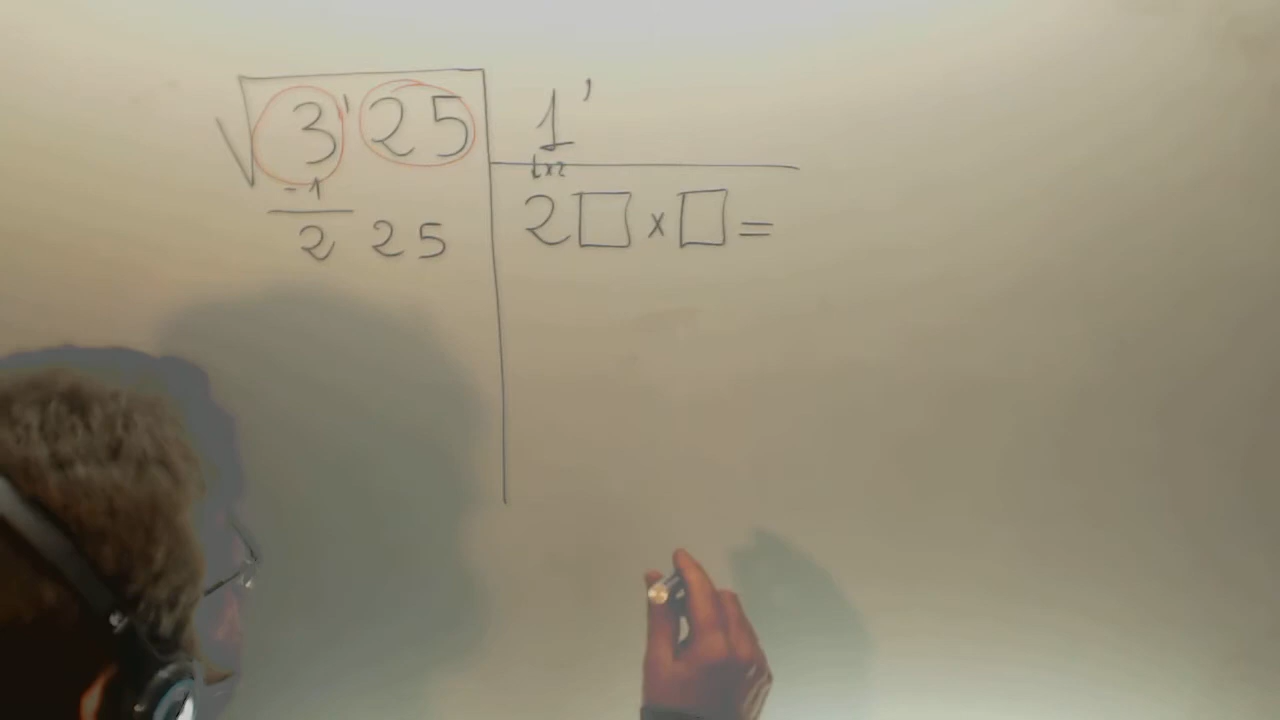 √3'25 1'
-1 1x2
2 25 2□ x □ =